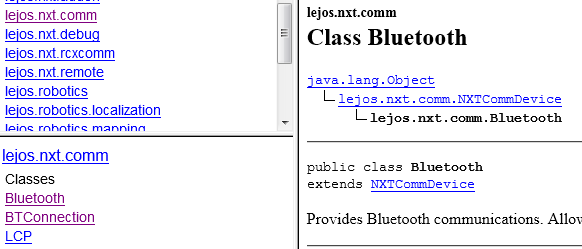 lejos.nxt.comm
lejos.nxt.debug
lejos.nxt.rcxcomm
lejos.nxt.remote
lejos.robotics
lejos.robotics.localization
lejos.robotics.mapping
lejos.nxt.comm
Classes
Bluetooth
BTConnection
LCP
lejos.nxt.comm
Class Bluetooth
java.lang.Object
lejos.nxt.comm.NXTCommDevice
lejos.nxt.comm.Bluetooth
public class Bluetooth
extends NXTCommDevice
Provides Bluetooth communications. Allow